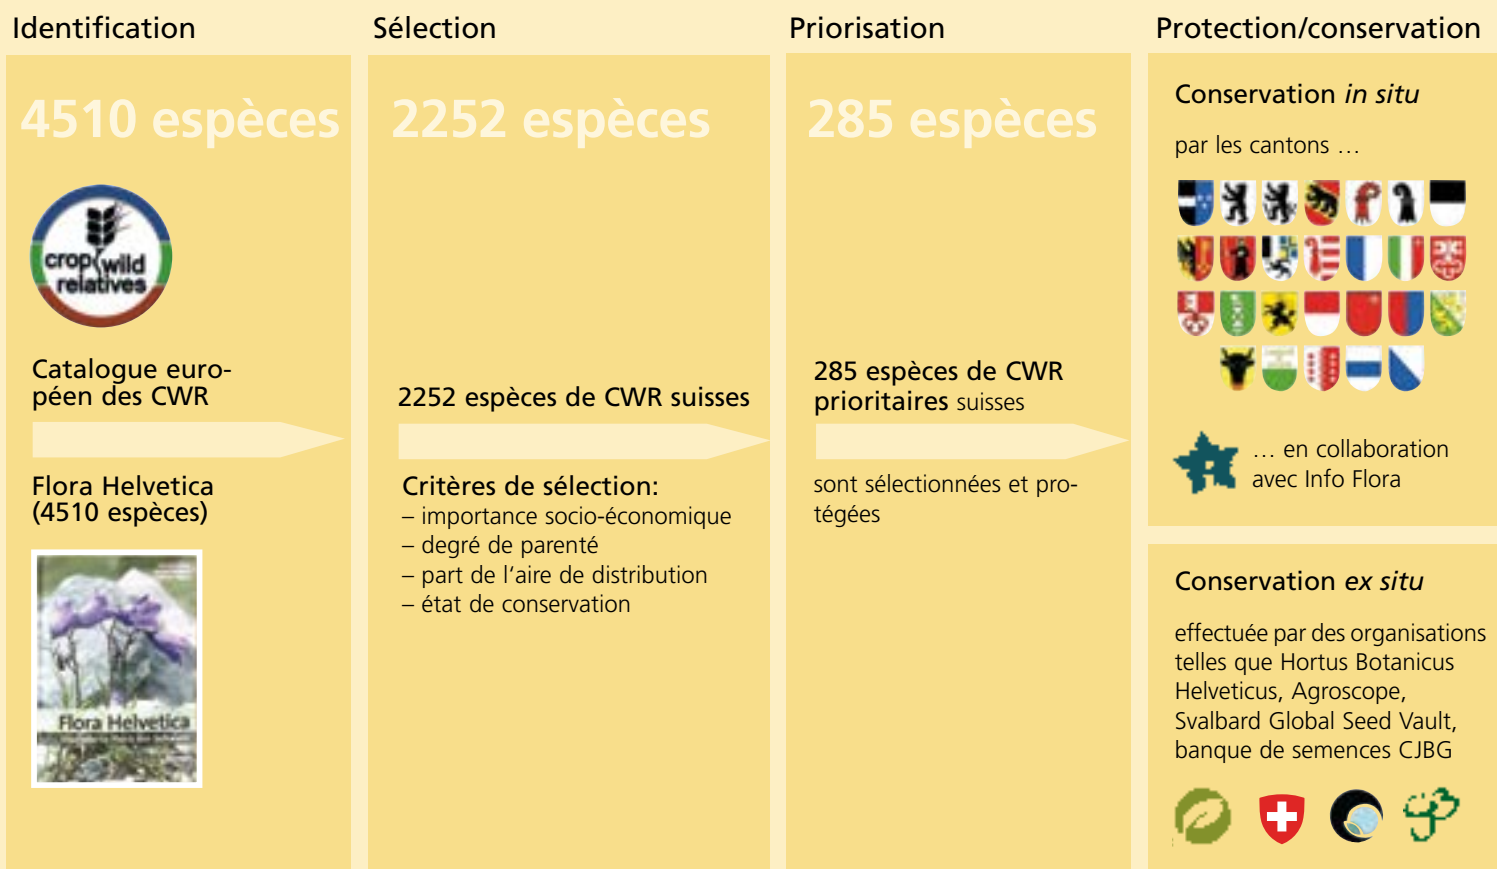 Identification
4510 espèces
crop wild
relatives
Catalogue euro-
péen des CWR
Flora Helvetica
(4510 espèces)
Flora Helvetica
Sélection
2252 espèces
2252 espèces de CWR suisses
Critères de sélection:
– importance socio-économique
– degré de parenté
– part de l‘aire de distribution
– état de conservation
Priorisation
285 espèces
285 espèces de CWR
prioritaires suisses
sont sélectionnées et pro-
tégées
Protection/conservation
Conservation in situ
par les cantons …
… en collaboration
avec Info Flora
Conservation ex situ
effectuée par des organisations
telles que Hortus Botanicus
Helveticus, Agroscope,
Svalbard Global Seed Vault,
banque de semences CJBG